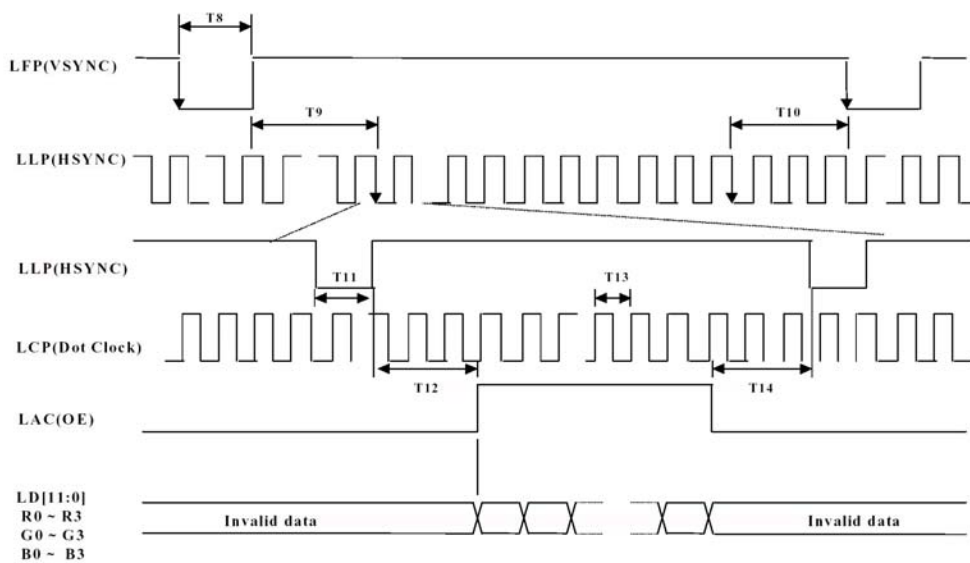 T8
LFP(VSYNC)
T9
T10
LLP(HSYNC)
LLP(HSYNC)
T11
T13
LCP(Dot Clock)
T12
T14
LAC(OE)
LD[11:0]
R0 ~ R3
Invalid data
Invalid data
G0 ~ G3
B0 ~ B3